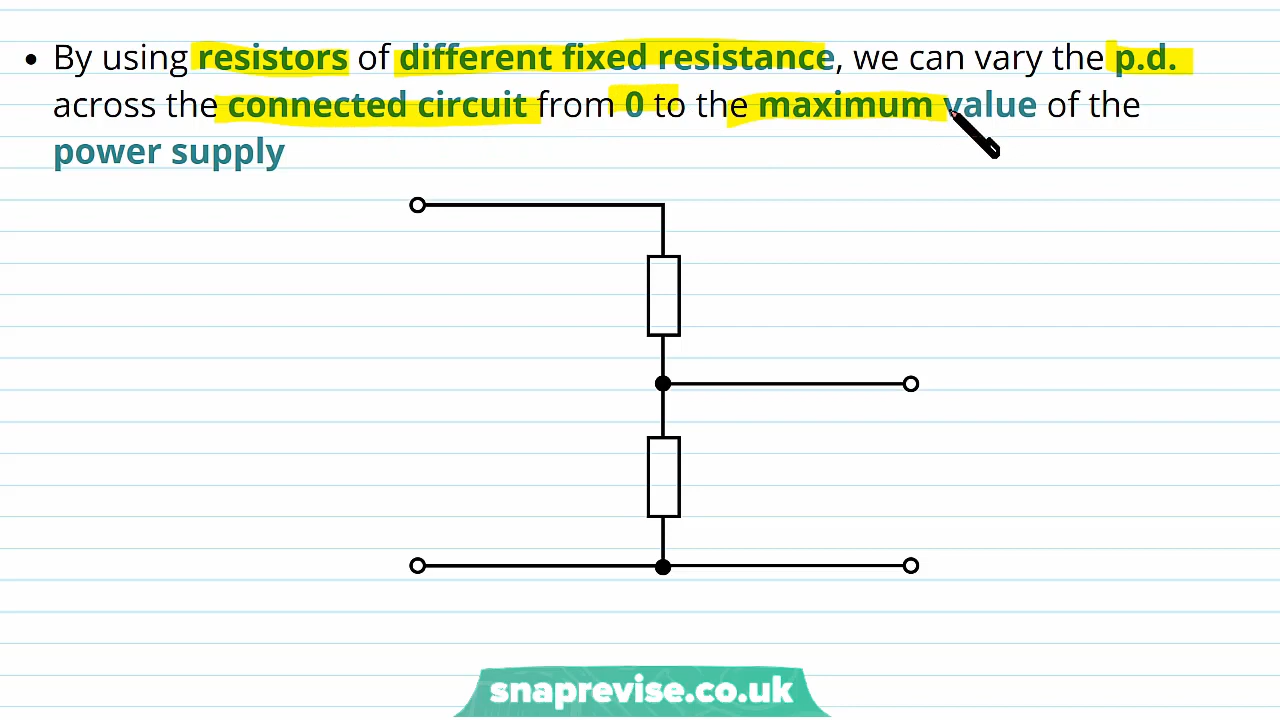 • By using resistors of different fixed resistance, we can vary the p.d.
across the connected circuit from 0 to the maximum value of the
power supply
snaprevise.co.uk